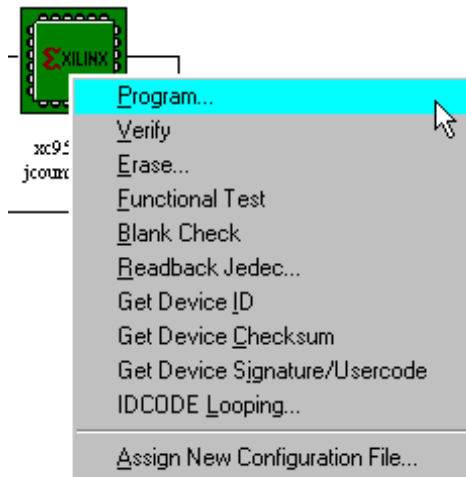 XILINX
Program...
Verify
Erase...
Functional Test
Blank Check
Readback Jedec...
Get Device ID
Get Device Checksum
Get Device Signature/Usercode
IDCODE Looping...
Assign New Configuration File...